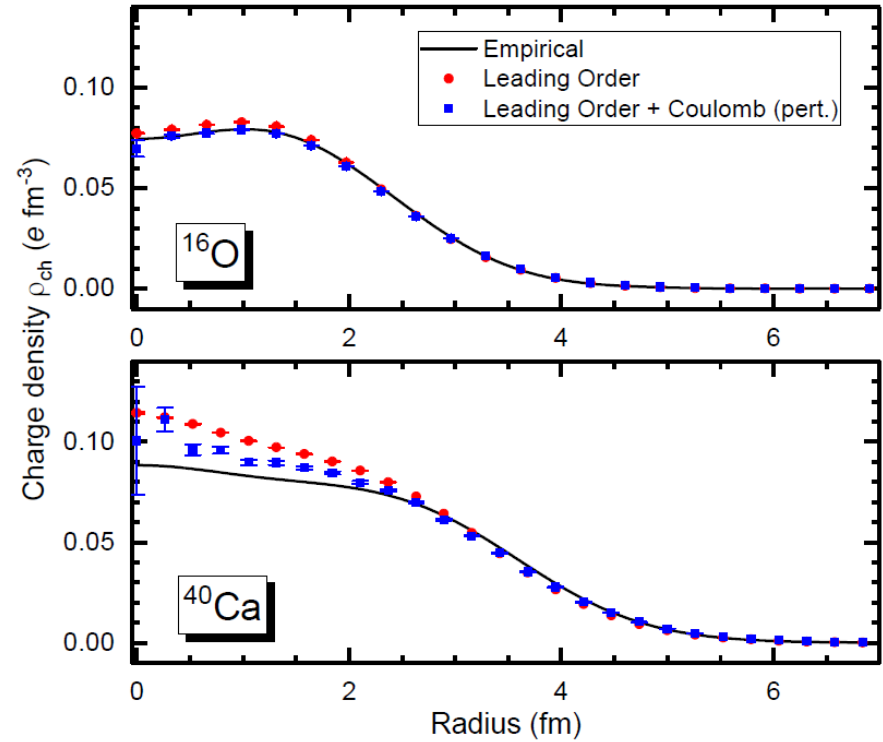 Empirical
Leading Order
Leading Order + Coulomb (pert.)
0.10
0.05
0.00
¹⁶O
0 2 4 6
Charge density ρch (e fm⁻³)
0.10
0.05
0.00
⁴⁰Ca
0 2 4 6
Radius (fm)